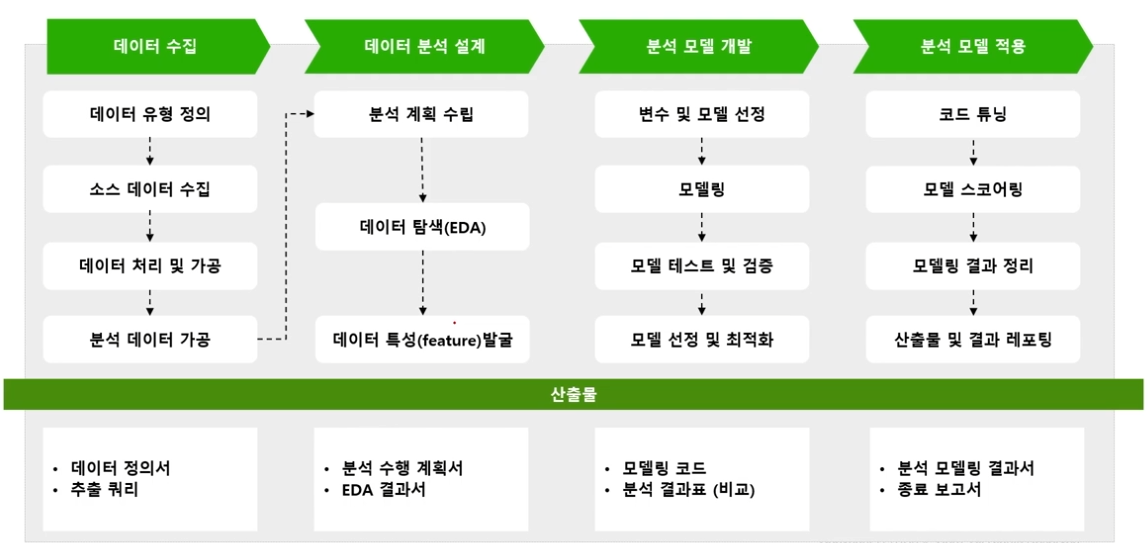 데이터 수집
데이터 분석 설계
분석 모델 개발
분석 모델 적용
데이터 유형 정의
소스 데이터 수집
데이터 처리 및 가공
분석 데이터 가공
분석 계획 수립
데이터 탐색(EDA)
데이터 특성(feature)발굴
변수 및 모델 선정
모델링
모델 테스트 및 검증
모델 선정 및 최적화
코드 튜닝
모델 스코어링
모델링 결과 정리
산출물 및 결과 레포팅
산출물
• 데이터 정의서
• 추출 쿼리
• 분석 수행 계획서
• EDA 결과서
• 모델링 코드
• 분석 결과표 (비교)
• 분석 모델링 결과서
• 종료 보고서